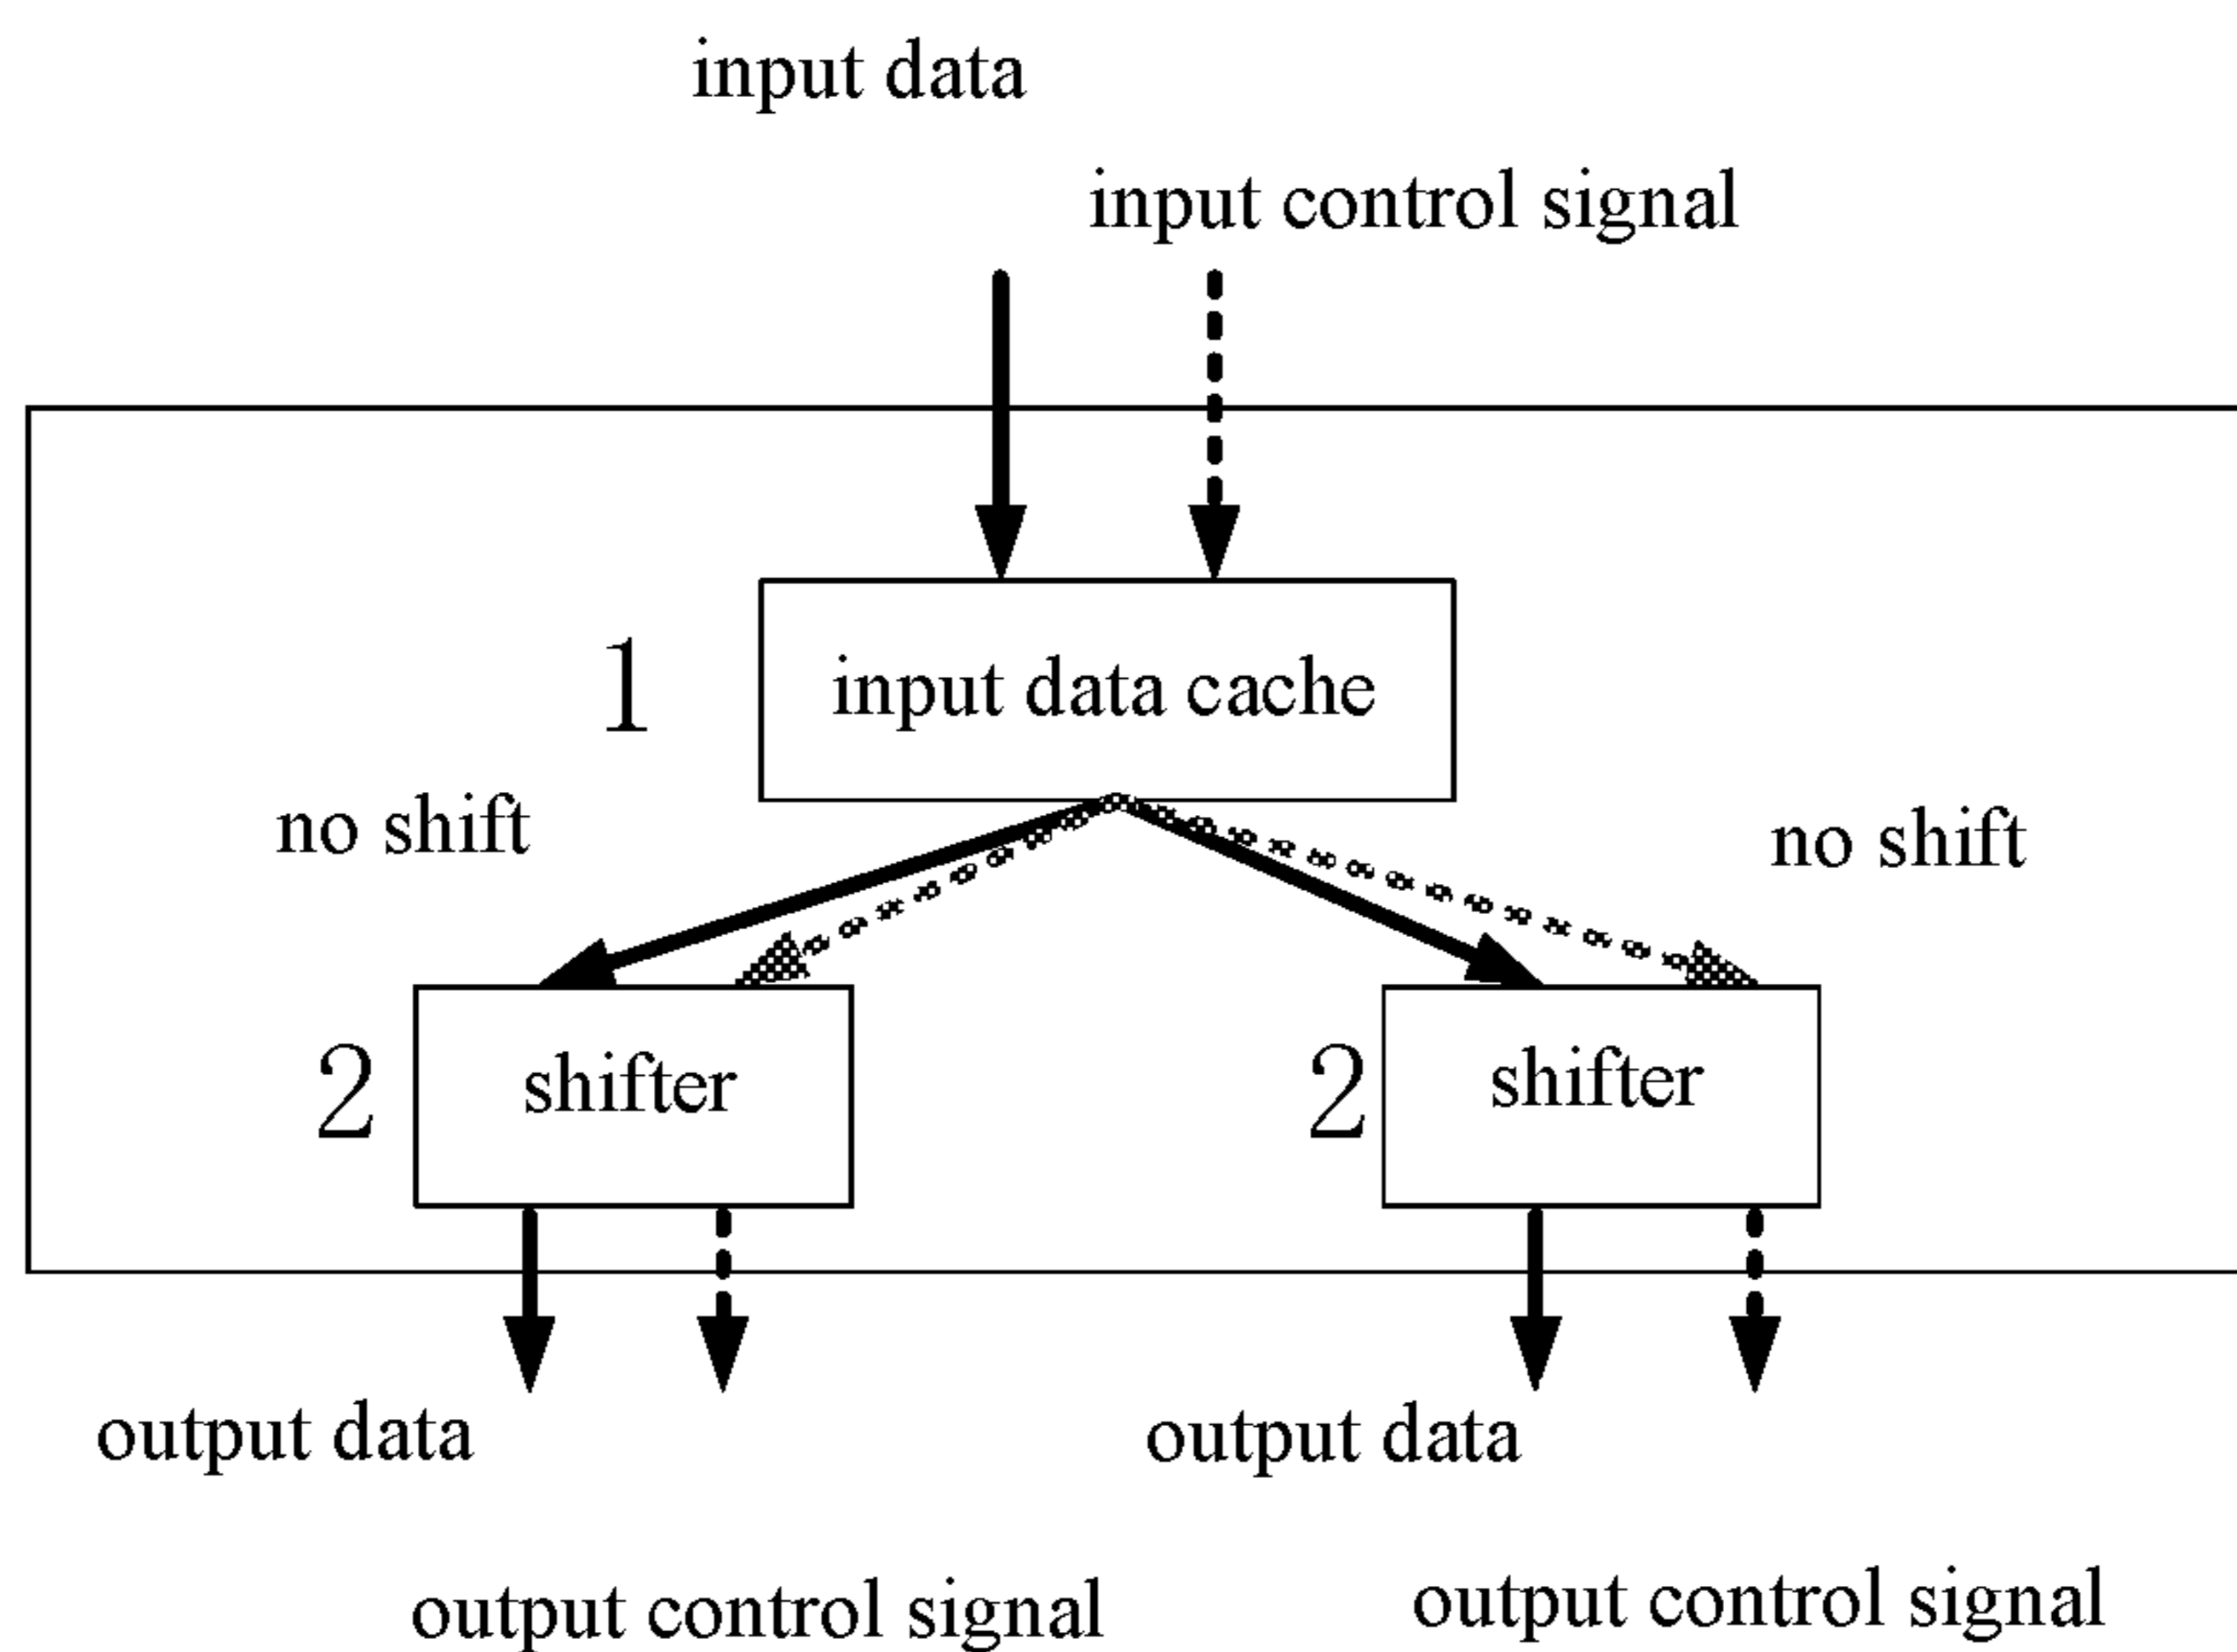 input data
input control signal
1
input data cache
no shift
no shift
2
shifter
2
shifter
output data
output data
output control signal
output control signal